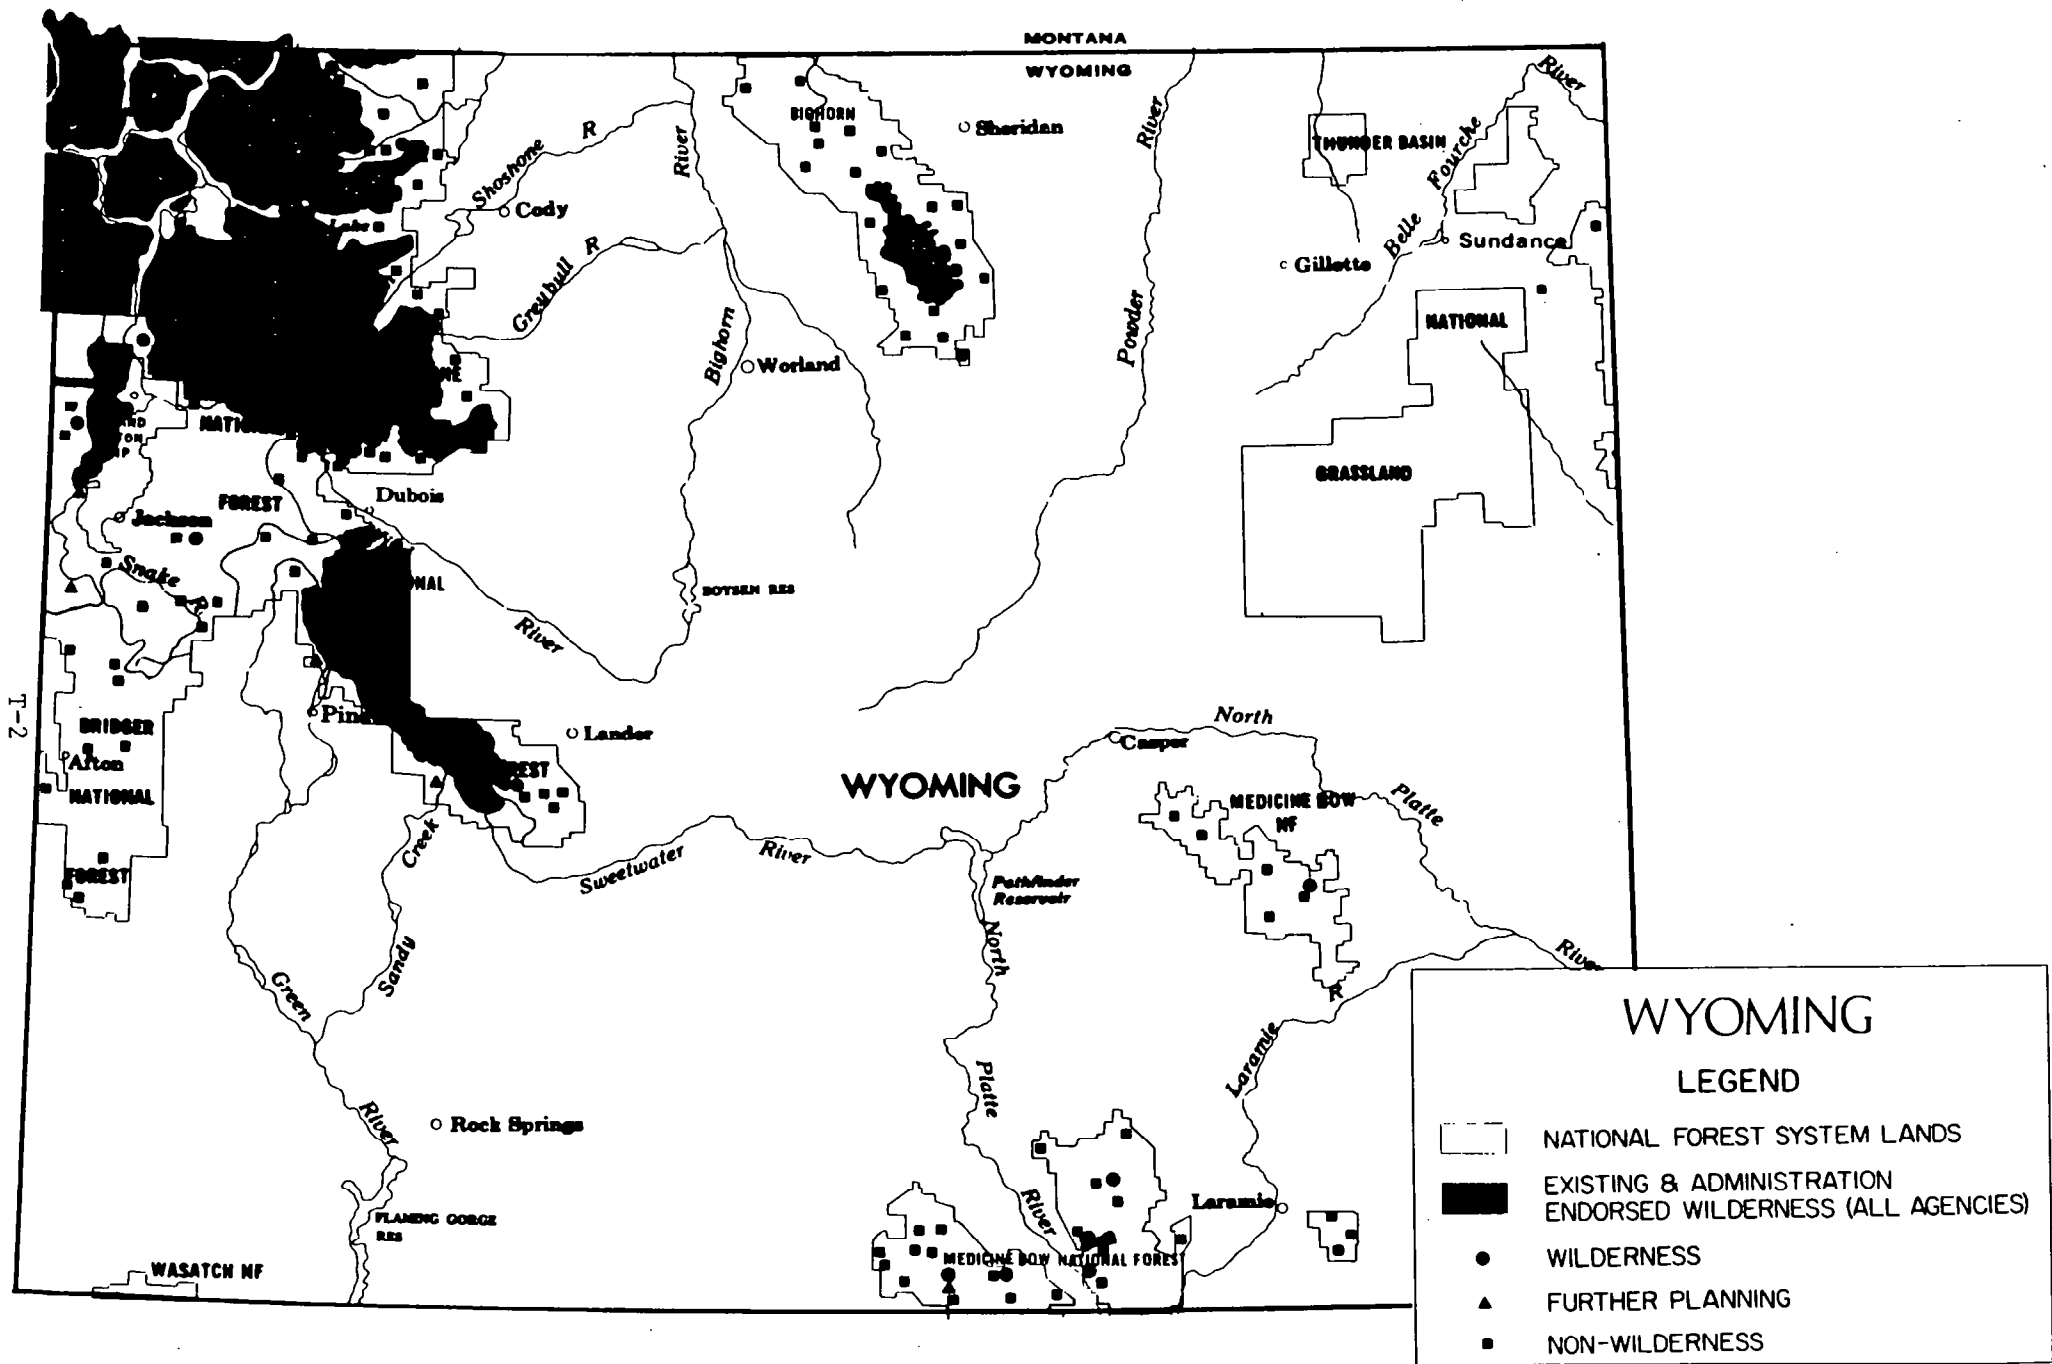 MONTANA
WYOMING
River
BIGHORN
Sheridan
River
River
THUNDER BASIN
Fourche
Shoshone
R
Cody
Lake
Belle
Sundance
Gillette
Greybull
R
NATIONAL
Bighorn
Worland
Powder
NATIONAL
GRASSLAND
FOREST
Dubois
Jackson
Snake
BOYSEN RES
River
T-2
BRIDGER
Afton
NATIONAL
FOREST
Lander
WYOMING
Casper
North
Platte
River
MEDICINE BOW
NF
Creek
Sandy
Sweetwater
River
Pathfinder
Reservoir
North
Platte
River
Green
River
Rock Springs
FLAMING GORGE
RES
WASATCH NF
Laramie
R
Laramie
MEDICINE BOW NATIONAL FOREST
WYOMING
LEGEND
NATIONAL FOREST SYSTEM LANDS
EXISTING & ADMINISTRATION
ENDORSED WILDERNESS (ALL AGENCIES)
WILDERNESS
FURTHER PLANNING
NON-WILDERNESS